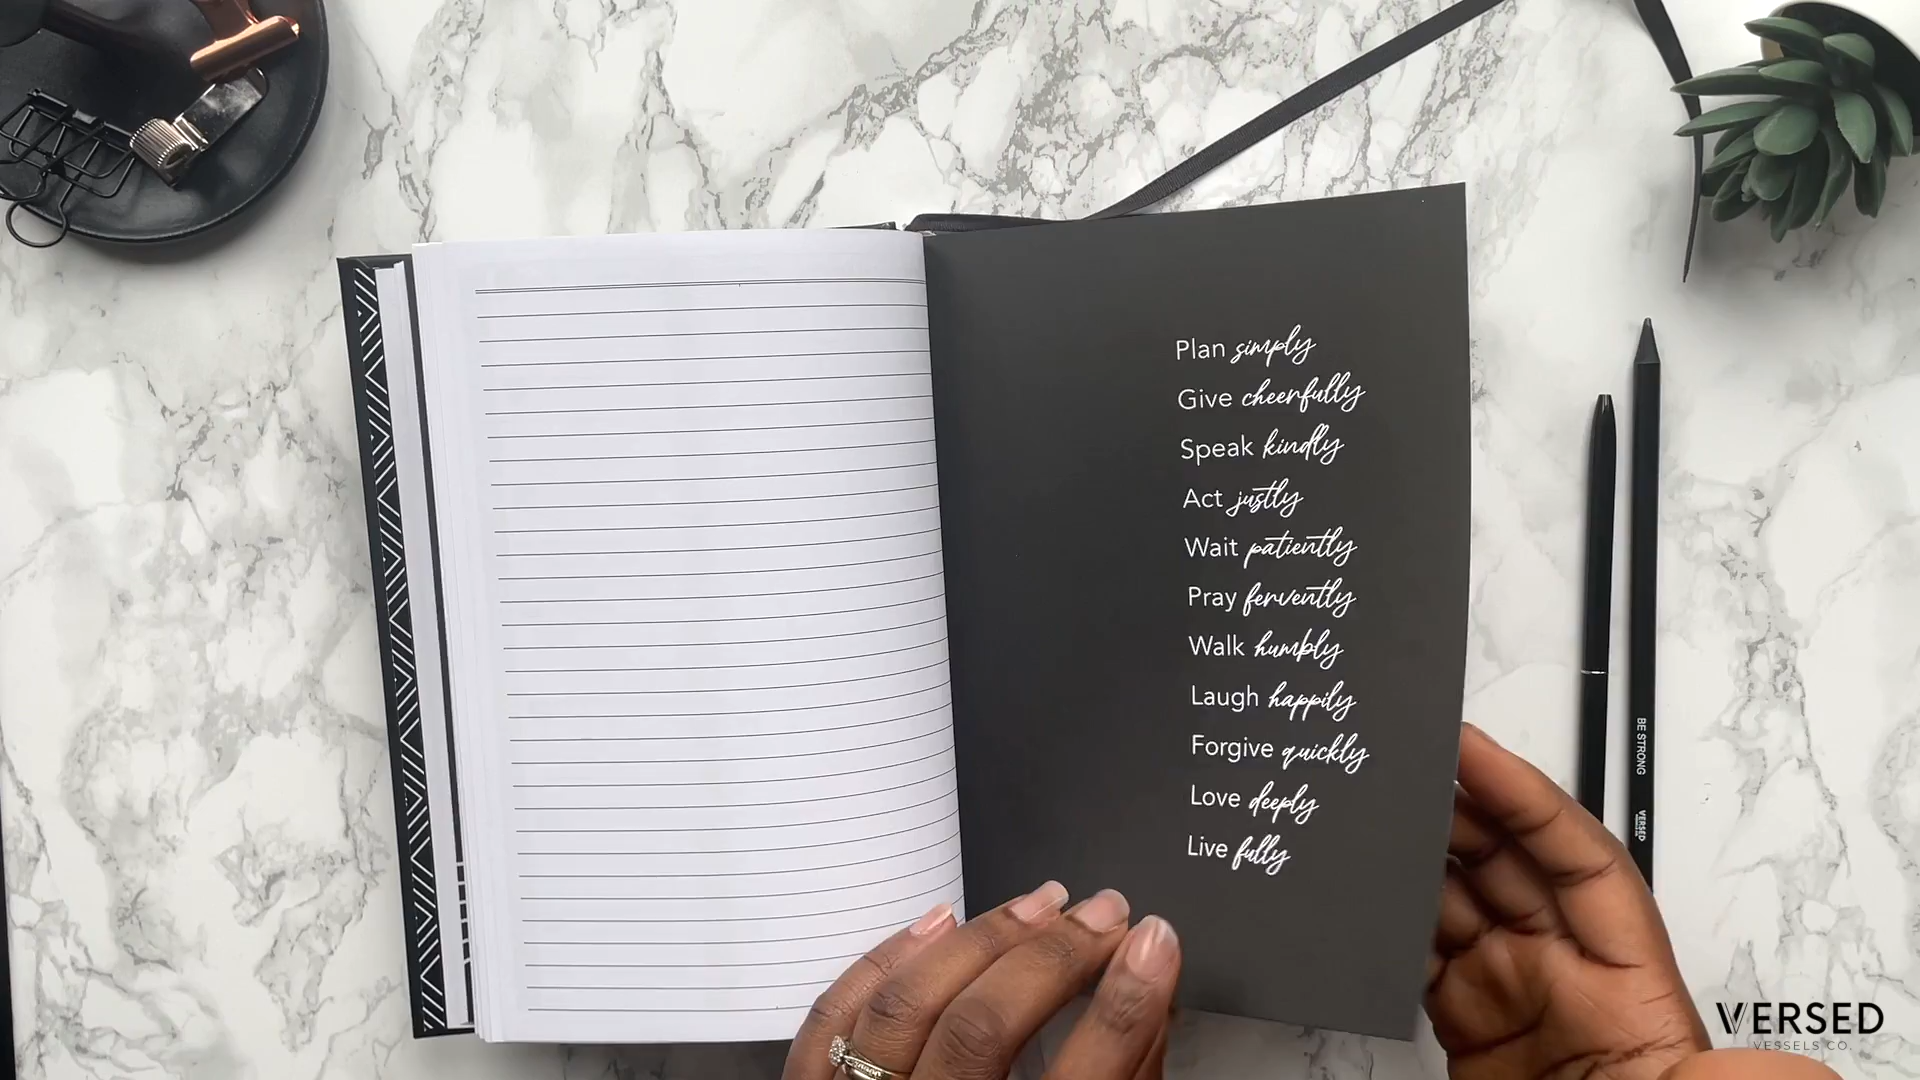 Plan simply
Give cheerfully
Speak kindly
Act justly
Wait patiently
Pray fervently
Walk humbly
Laugh happily
Forgive quickly
Love deeply
Live fully
BE STRONG
VERSED
VERSED
VESSELS CO.